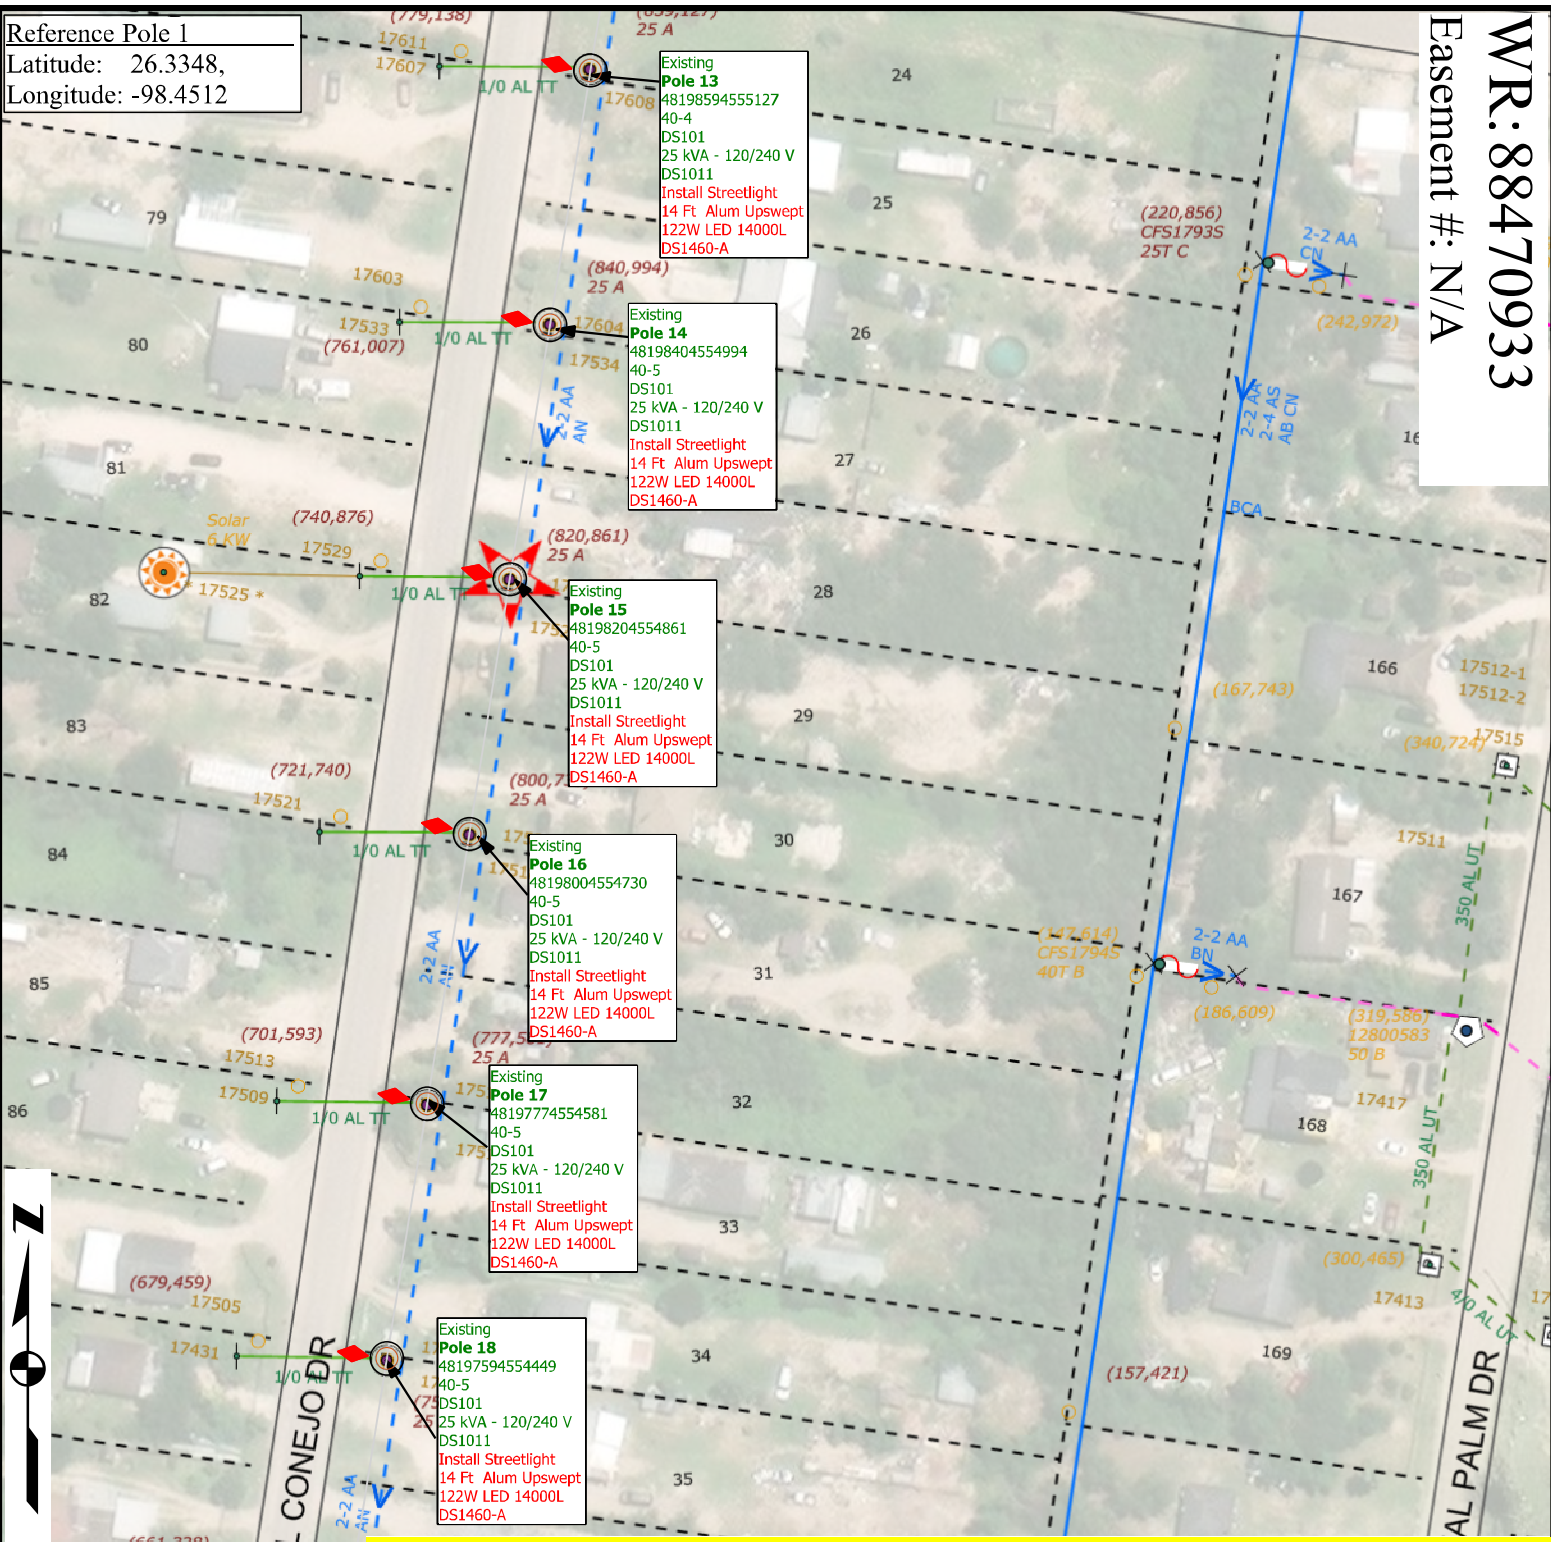 Reference Pole 1
Latitude: 26.3348,
Longitude: -98.4512
WR: 88470933
Easement #: N/A
(779,138)
17611
17607
1/0 AL TT
25 A
17608
Existing
Pole 13
48198594555127
40-4
DS101
25 kVA - 120/240 V
DS1011
Install Streetlight
14 Ft Alum Upswept
122W LED 14000L
DS1460-A
24
25
79
(220,856)
CFS1793S
25T C
2-2 AA
CN
(242,972)
17603
17533
(761,007)
1/0 AL TT
(840,994)
25 A
17604
17534
Existing
Pole 14
48198404554994
40-5
DS101
25 kVA - 120/240 V
DS1011
Install Streetlight
14 Ft Alum Upswept
122W LED 14000L
DS1460-A
26
80
2-2 AA
AN
2-2 AA
2-4 AS
AB CN
BCA
27
81
Solar
6 KW
(740,876)
17529
17525 *
1/0 AL TT
(820,861)
25 A
Existing
Pole 15
48198204554861
40-5
DS101
25 kVA - 120/240 V
DS1011
Install Streetlight
14 Ft Alum Upswept
122W LED 14000L
DS1460-A
28
82
166
17512-1
17512-2
(167,743)
(340,724)
17515
29
83
(721,740)
17521
1/0 AL TT
25 A
Existing
Pole 16
48198004554730
40-5
DS101
25 kVA - 120/240 V
DS1011
Install Streetlight
14 Ft Alum Upswept
122W LED 14000L
DS1460-A
30
84
17511
167
350 AL UT
2-2 AA
AN
(147,614)
CFS1794S
40T B
2-2 AA
BN
(186,609)
(319,586)
12800583
50 B
31
85
(701,593)
17513
17509
1/0 AL TT
25 A
Existing
Pole 17
48197774554581
40-5
DS101
25 kVA - 120/240 V
DS1011
Install Streetlight
14 Ft Alum Upswept
122W LED 14000L
DS1460-A
32
86
17417
168
350 AL UT
33
(300,465)
17413
4/0 AL UT
(679,459)
17505
17431
1/0 AL TT
Existing
Pole 18
48197594554449
40-5
DS101
25 kVA - 120/240 V
DS1011
Install Streetlight
14 Ft Alum Upswept
122W LED 14000L
DS1460-A
34
169
(157,421)
35
2-2 AA
AN
CONEJO DR
AL PALM DR
P
P
Z